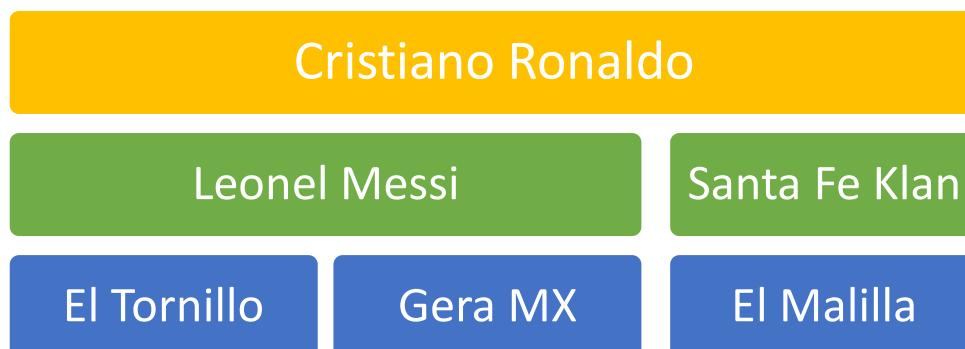 Cristiano Ronaldo
Leonel Messi
Santa Fe Klan
El Tornillo
Gera MX
El Malilla